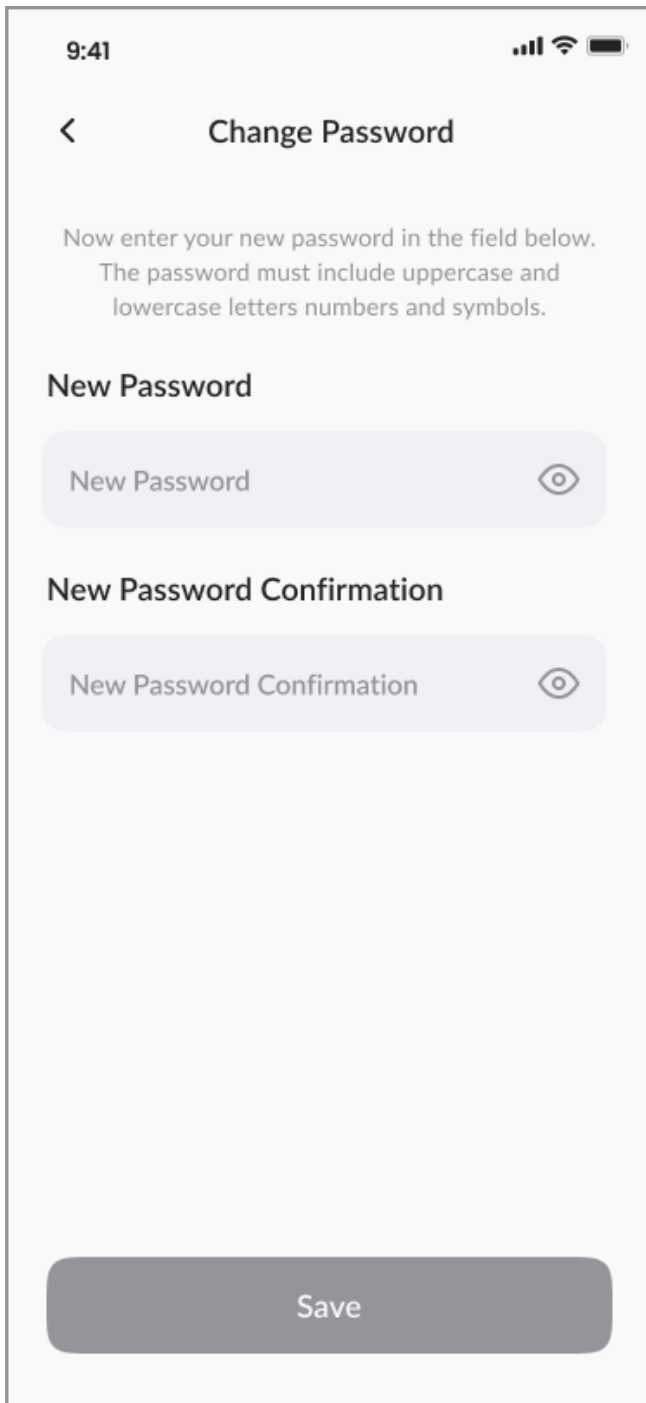 9:41
Change Password
Now enter your new password in the field below.
The password must include uppercase and
lowercase letters numbers and symbols.
New Password
New Password
New Password Confirmation
New Password Confirmation
Save